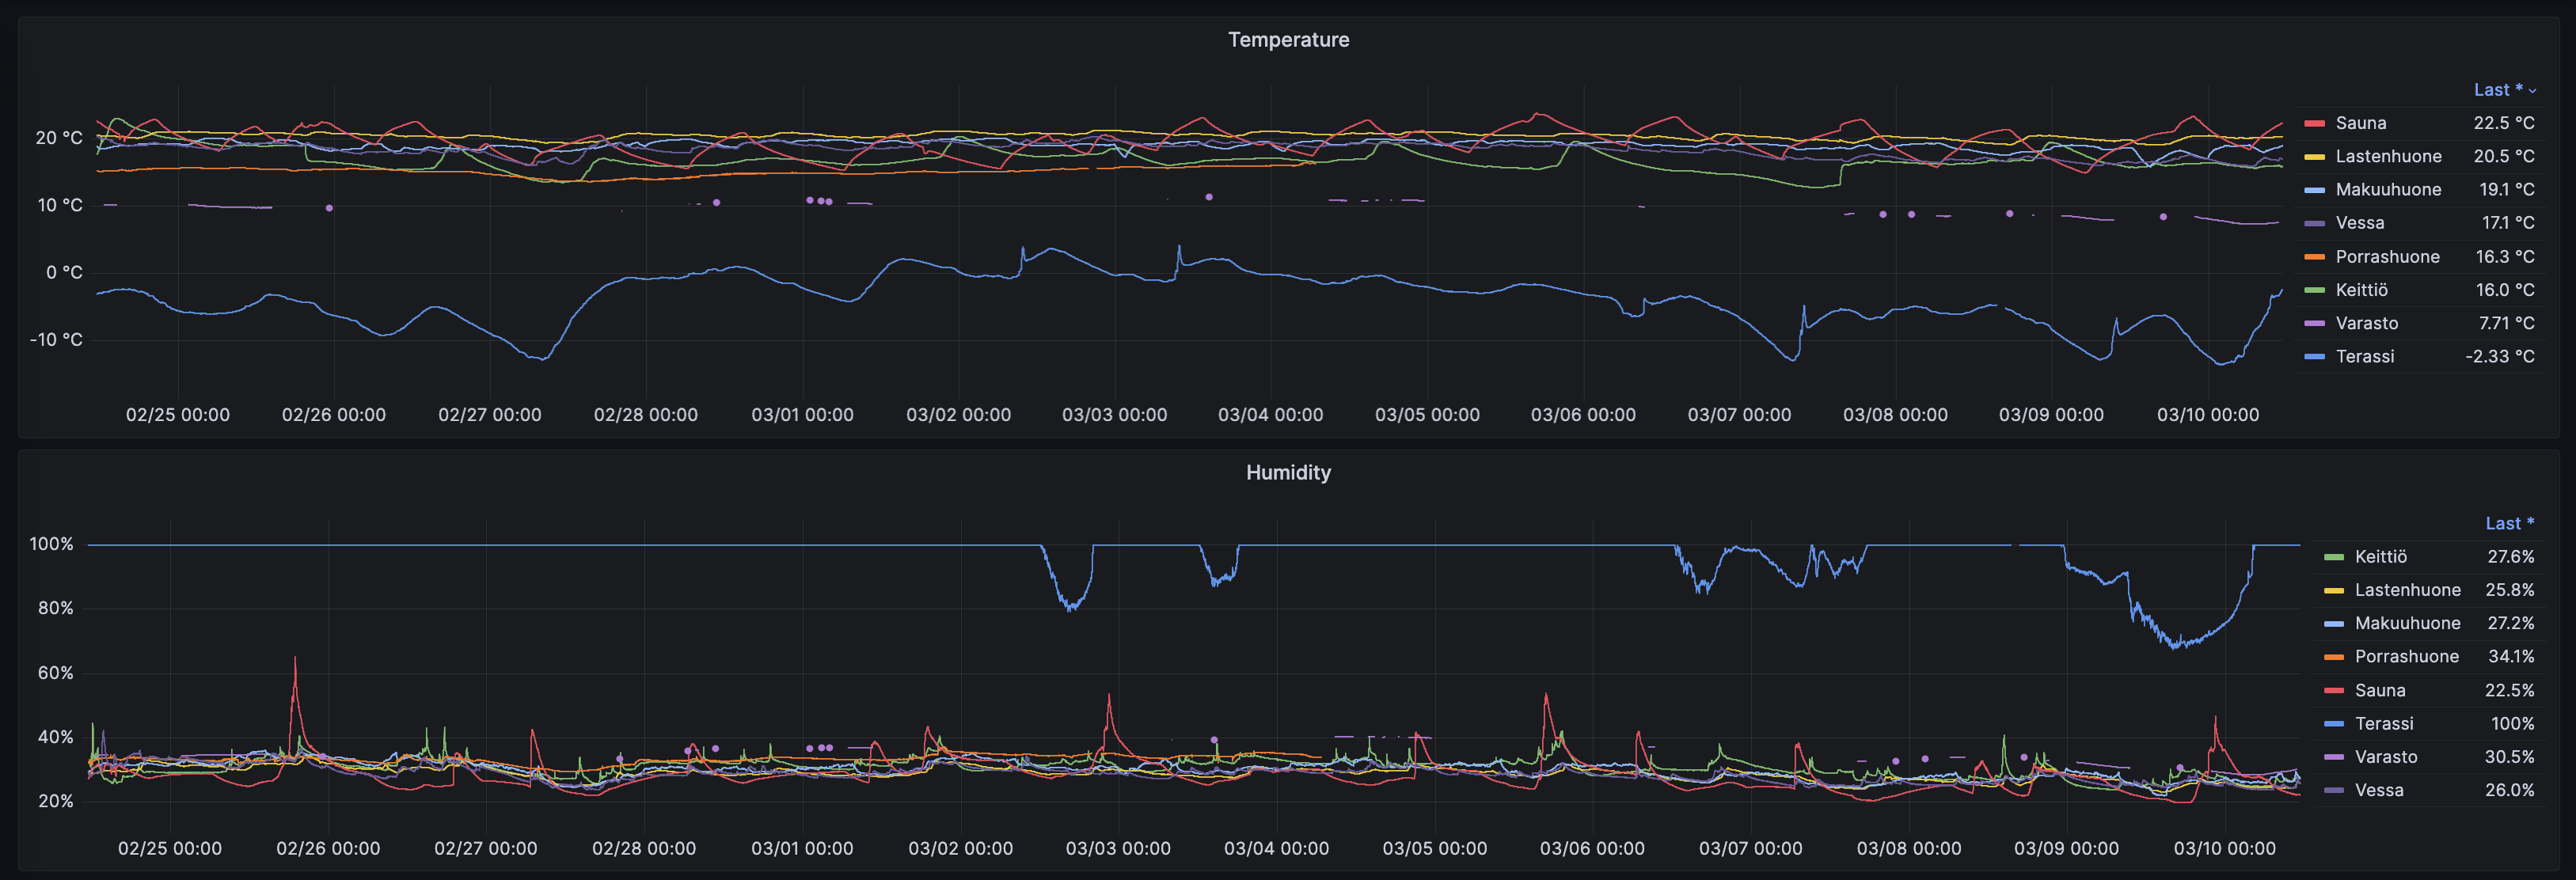 Temperature
Last *
20 °C
10 °C
0 °C
-10 °C
02/25 00:00 02/26 00:00 02/27 00:00 02/28 00:00 03/01 00:00 03/02 00:00 03/03 00:00 03/04 00:00 03/05 00:00 03/06 00:00 03/07 00:00 03/08 00:00 03/09 00:00 03/10 00:00
Sauna 22.5 °C
Lastenhuone 20.5 °C
Makuuhuone 19.1 °C
Vessa 17.1 °C
Porrashuone 16.3 °C
Keittiö 16.0 °C
Varasto 7.71 °C
Terassi -2.33 °C
Humidity
Last *
100%
80%
60%
40%
20%
02/25 00:00 02/26 00:00 02/27 00:00 02/28 00:00 03/01 00:00 03/02 00:00 03/03 00:00 03/04 00:00 03/05 00:00 03/06 00:00 03/07 00:00 03/08 00:00 03/09 00:00 03/10 00:00
Keittiö 27.6%
Lastenhuone 25.8%
Makuuhuone 27.2%
Porrashuone 34.1%
Sauna 22.5%
Terassi 100%
Varasto 30.5%
Vessa 26.0%